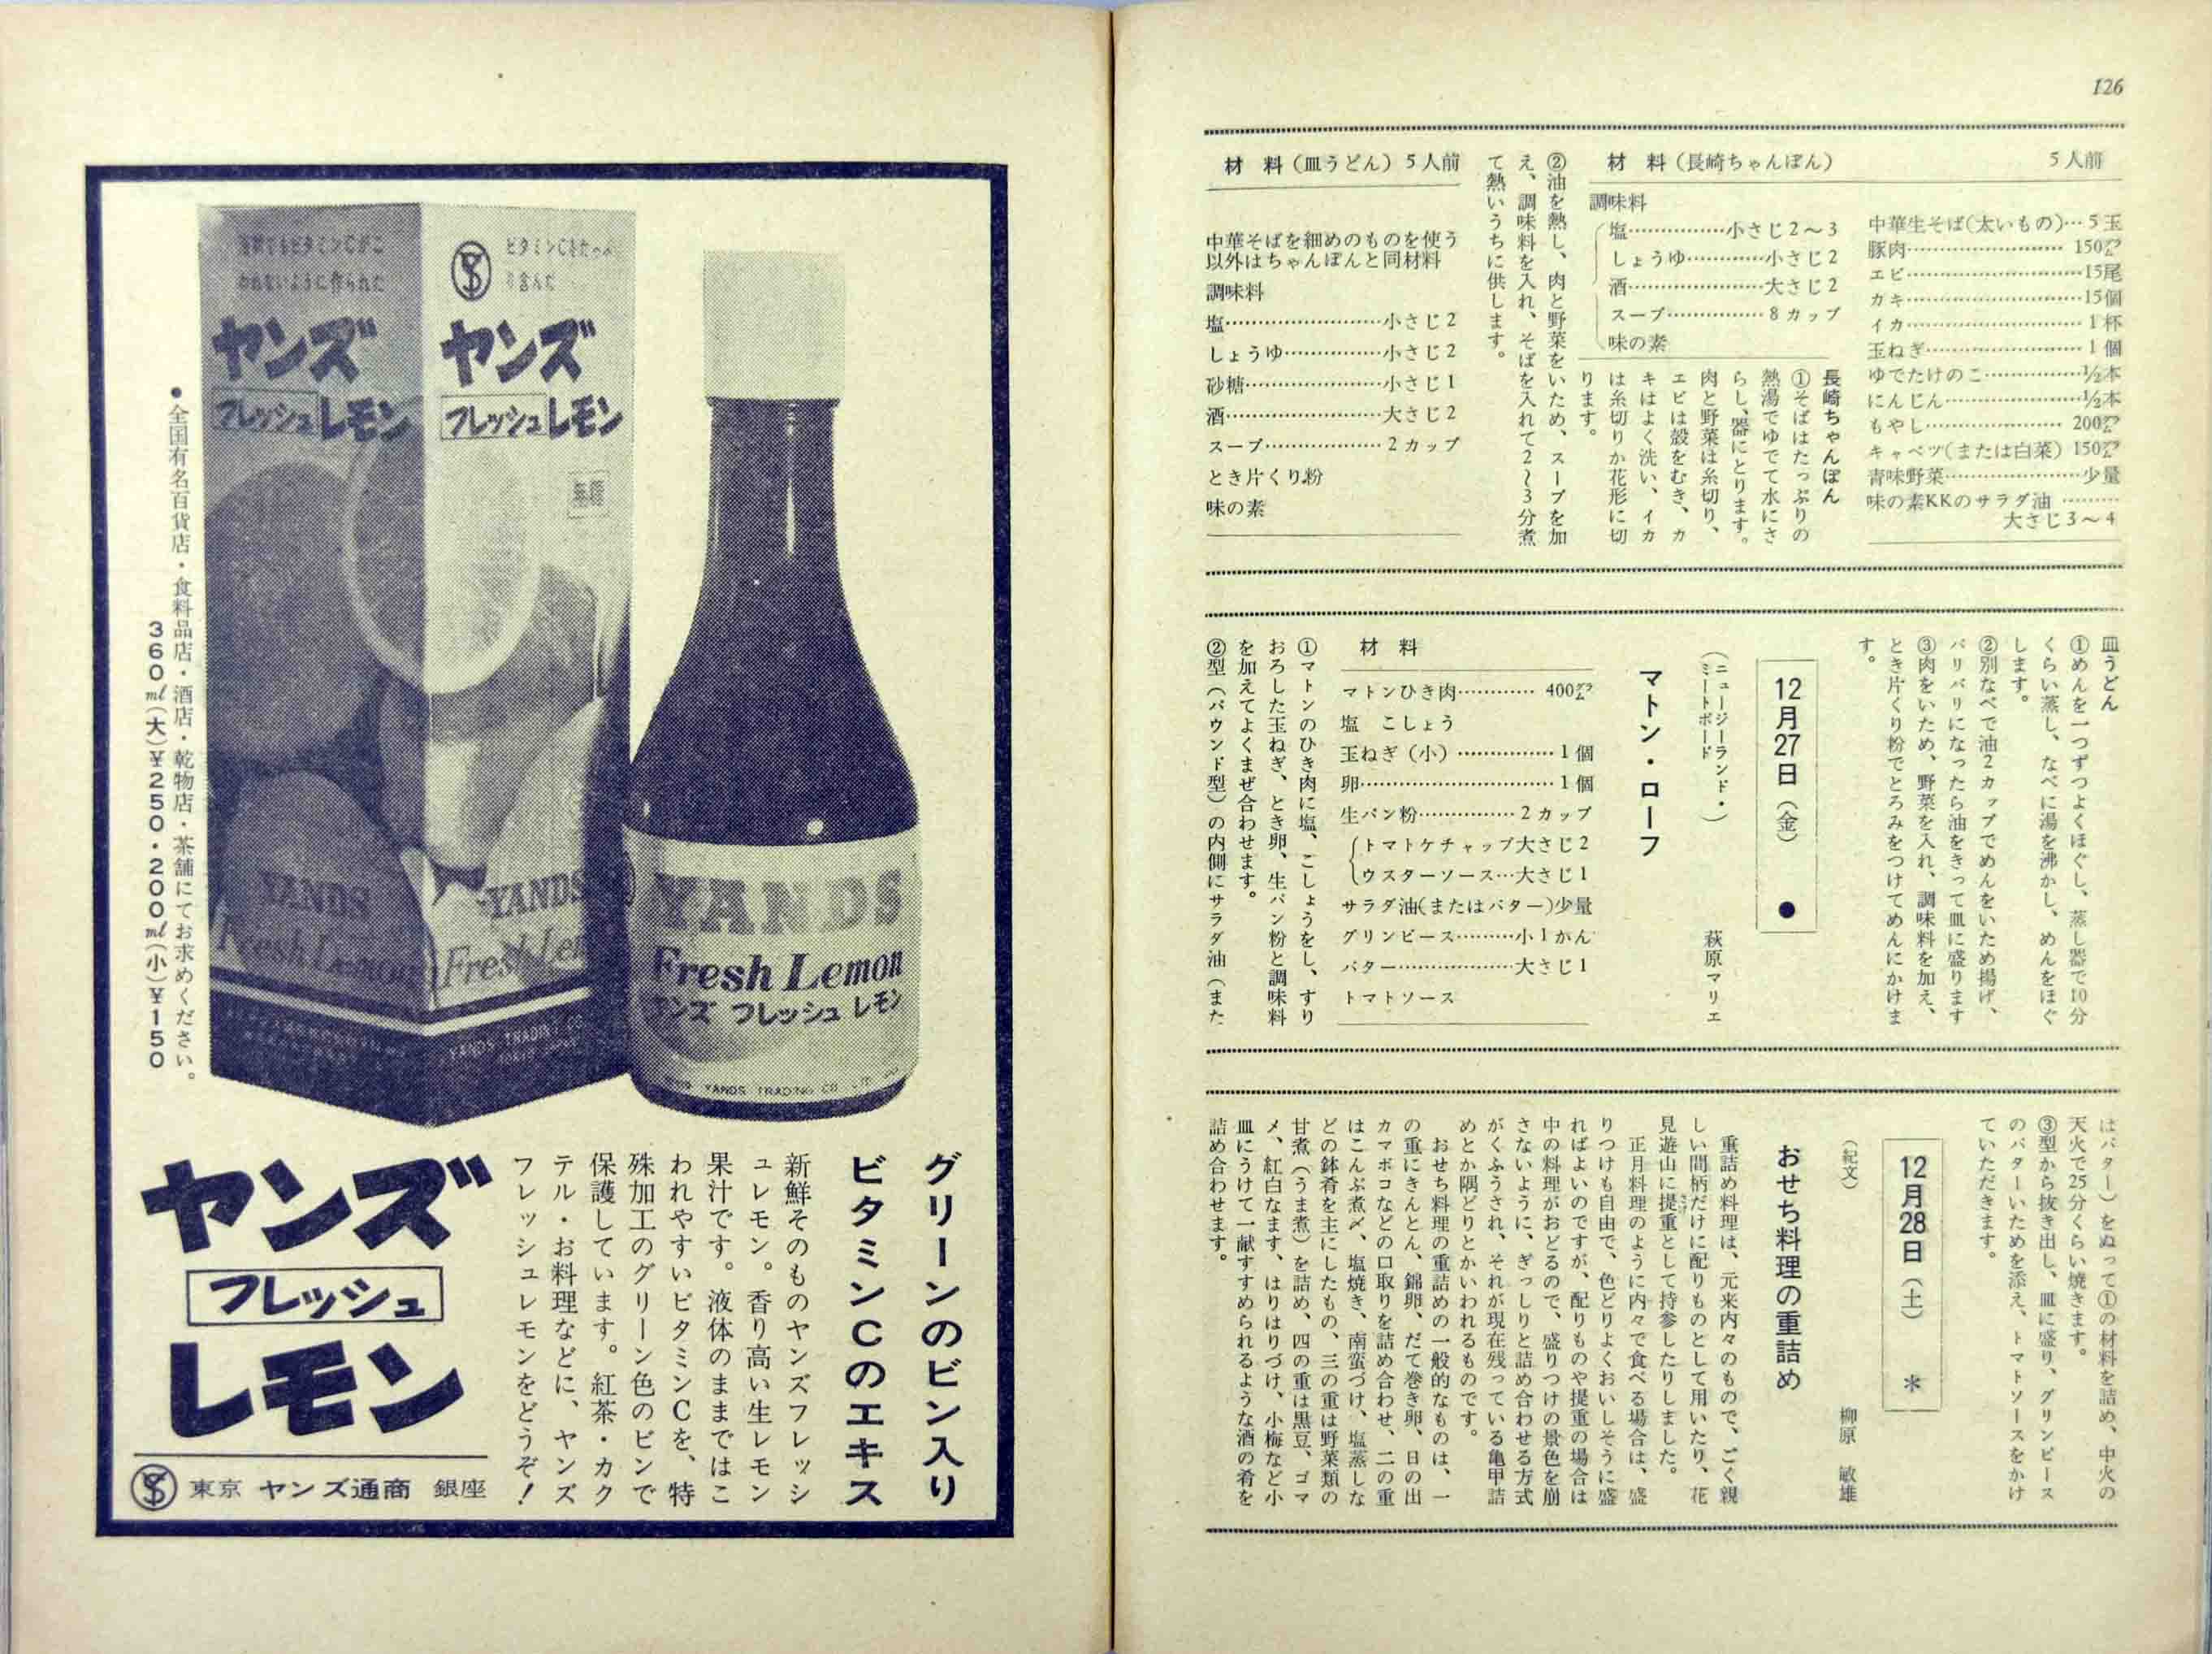 126
材　料（長崎ちゃんぽん）　5人前
中華生そば(太いもの)…5玉
豚肉…………150グラム
エビ…………15尾
カキ…………15個
イカ…………1杯
玉ねぎ…………1個
ゆでたけのこ…………½本
にんじん…………½本
もやし…………200グラム
キャベツ(または白菜) 150グラム
青味野菜…………少量
味の素KKのサラダ油………
大さじ3～4
調味料
塩…………小さじ2～3
しょうゆ…………小さじ2
酒…………大さじ2
スープ…………8カップ
味の素
長崎ちゃんぽん
①そばはたっぷりの
熱湯でゆでて水にさ
らし、器にとります。
肉と野菜は糸切り、
エビは殻をむき、カ
キはよく洗い、イカ
は糸切りか花形に切
ります。
②油を熱し、肉と野菜をいため、スープを加
え、調味料を入れ、そばを入れて2～3分煮
て熱いうちに供します。
材　料（皿うどん）5人前
中華そばを細めのものを使う
以外はちゃんぽんと同材料
調味料
塩…………小さじ2
しょうゆ…………小さじ2
砂糖…………小さじ1
酒…………大さじ2
スープ…………2カップ
とき片くり粉
味の素
皿うどん
①めんを一つずつよくほぐし、蒸し器で10分
くらい蒸し、なべに湯を沸かし、めんをほぐ
します。
②別なべで油2カップでめんをいため揚げ、
パリパリになったら油をきって皿に盛ります
③肉をいため、野菜を入れ、調味料を加え、
とき片くり粉でとろみをつけてめんにかけま
す。
12月27日（金）　●
（ニュージーランド・
ミートボード）
萩原マリエ
マトン・ローフ
材　料
マトンひき肉…………400グラム
塩　こしょう
玉ねぎ（小）…………1個
卵…………1個
生パン粉…………2カップ
トマトケチャップ大さじ2
ウスターソース…大さじ1
サラダ油(またはバター)少量
グリンピース………小1かん
バター…………大さじ1
トマトソース
①マトンのひき肉に塩、こしょうをし、すり
おろした玉ねぎ、とき卵、生パン粉と調味料
を加えてよくまぜ合わせます。
②型（パウンド型）の内側にサラダ油（また
はバター）をぬって①の材料を詰め、中火の
天火で25分くらい焼きます。
③型から抜き出し、皿に盛り、グリンピース
のバターいためを添え、トマトソースをかけ
ていただきます。
12月28日（土）　＊
（紀文）
柳原　敏雄
おせち料理の重詰め
重詰め料理は、元来内々のもので、ごく親
しい間柄だけに配りものとして用いたり、花
見遊山に提重として持参したりしました。
正月料理のように内々で食べる場合は、盛
りつけも自由で、色どりよくおいしそうに盛
ればよいのですが、配りものや提重の場合は
中の料理がおどるので、盛りつけの景色を崩
さないように、ぎっしりと詰め合わせる方式
がくふうされ、それが現在残っている亀甲詰
めとか隅どりとかいわれるものです。
おせち料理の重詰めの一般的なものは、一
の重にきんとん、錦卵、だて巻き卵、日の出
カマボコなどの口取りを詰め合わせ、二の重
はこんぶ煮〆、塩焼き、南蛮づけ、塩蒸しな
どの鉢肴を主にしたもの、三の重は野菜類の
甘煮（うま煮）を詰め、四の重は黒豆、ゴマ
メ、紅白なます、はりはりづけ、小梅など小
皿にうけて一献すすめられるような酒の肴を
詰め合わせます。
ビタミンCをたっぷ
り含んだ
ヤンズ
フレッシュレモン
無糖
ヤンズ
フレッシュレモン
YANDS
Fresh Lemon
YANDS
Fresh Lem
YANDS TRADING CO.
YANDS
Fresh Lemon
ヤンズ フレッシュ レモン
YANDS TRADING CO. LTD.
グリーンのビン入り
ビタミンCのエキス
新鮮そのもののヤンズフレッシ
ュレモン。香り高い生レモン
果汁です。液体のままではこ
われやすいビタミンCを、特
殊加工のグリーン色のビンで
保護しています。紅茶・カク
テル・お料理などに、ヤンズ
フレッシュレモンをどうぞ！
●全国有名百貨店・食料品店・酒店・乾物店・茶舗にてお求めください。
360ml(大)¥250・200ml(小)¥150
ヤンズ
フレッシュ
レモン
東京　ヤンズ通商　銀座